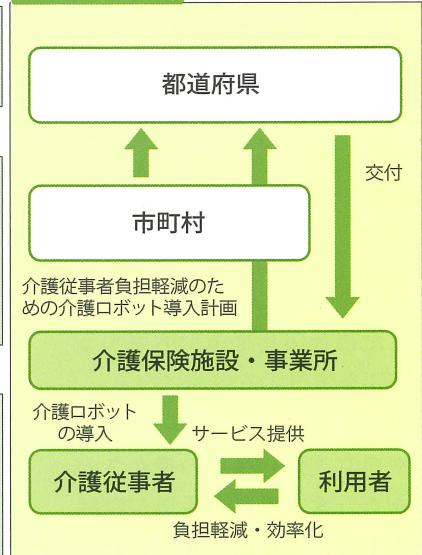 都道府県
交付
市町村
介護従事者負担軽減のた
めの介護ロボット導入計画
介護保険施設・事業所
介護ロボット
の導入
サービス提供
介護従事者
利用者
負担軽減・効率化